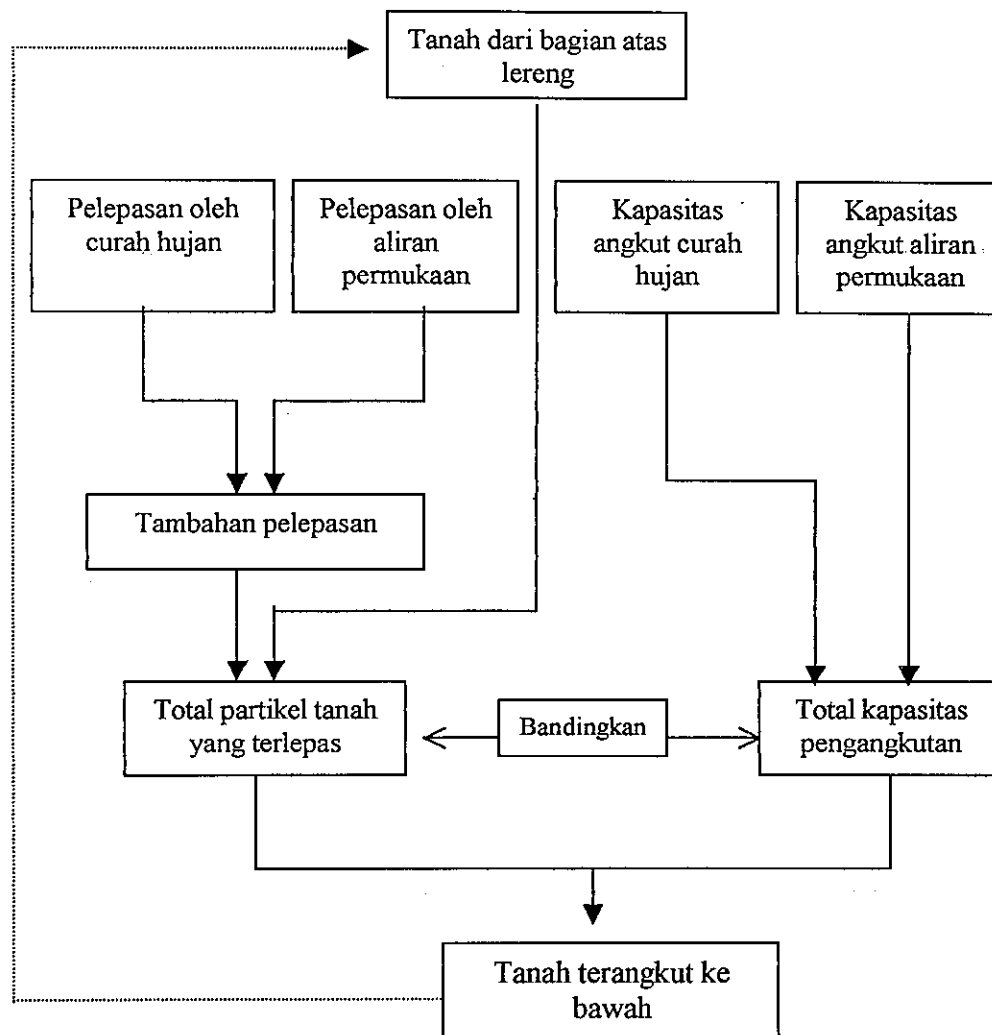 Tanah dari bagian atas
lereng
Pelepasan oleh
curah hujan
Pelepasan oleh
aliran
permukaan
Kapasitas
angkut curah
hujan
Kapasitas
angkut aliran
permukaan
Tambahan pelepasan
Total partikel tanah
yang terlepas
Bandingkan
Total kapasitas
pengangkutan
Tanah terangkut ke
bawah